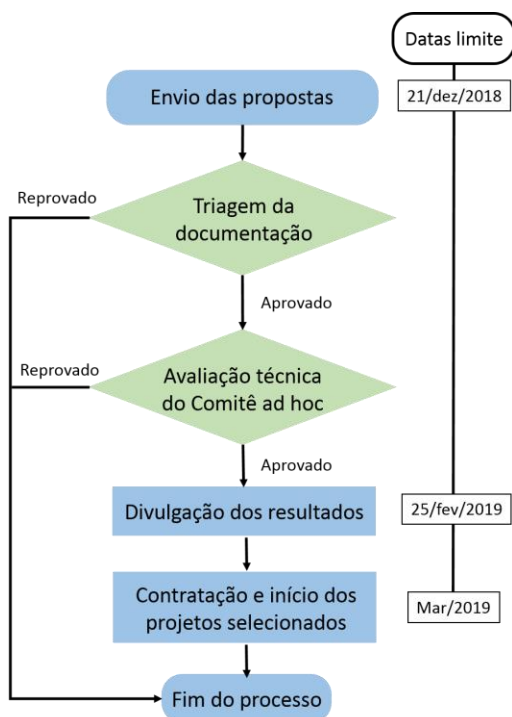 Datas limite
Envio das propostas
21/dez/2018
Reprovado
Triagem da
documentação
Aprovado
Reprovado
Avaliação técnica
do Comitê ad hoc
Aprovado
Divulgação dos resultados
25/fev/2019
Contratação e início dos
projetos selecionados
Mar/2019
Fim do processo